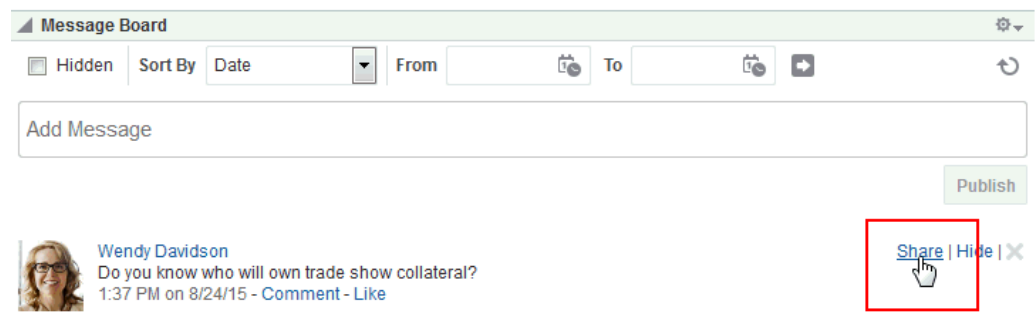 Message Board
Hidden Sort By Date From To
Add Message
Publish
Wendy Davidson Share | Hide |
Do you know who will own trade show collateral?
1:37 PM on 8/24/15 - Comment - Like